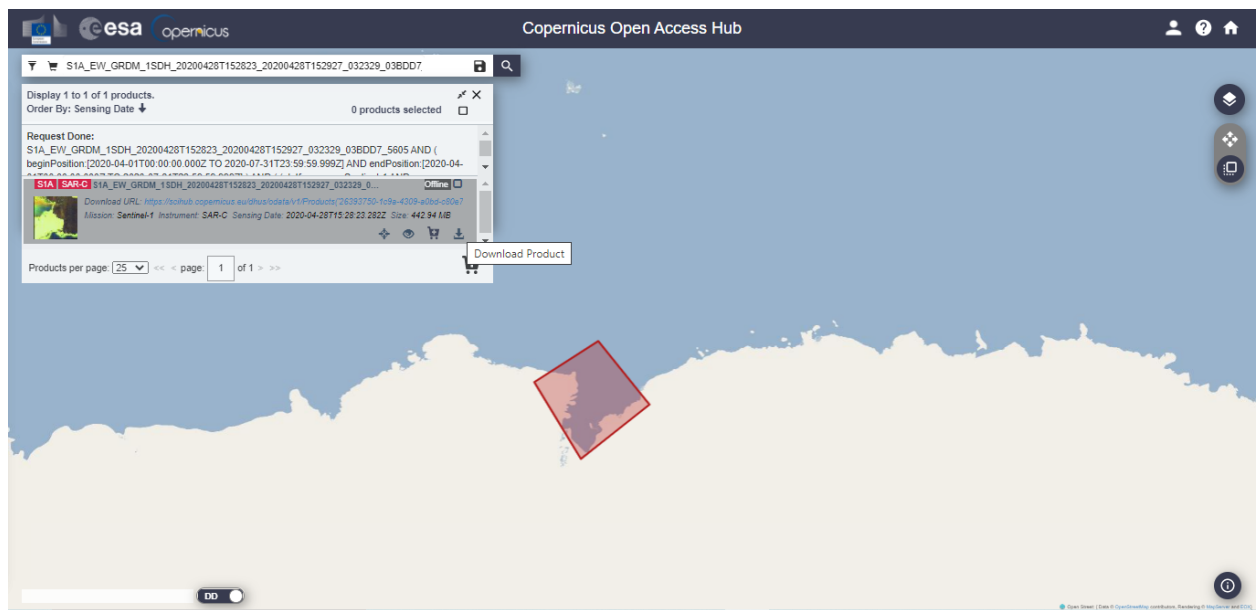 esa opernicus
Copernicus Open Access Hub
S1A_EW_GRDM_1SDH_20200428T152823_20200428T152927_032329_03BDD7_
Display 1 to 1 of 1 products.
Order By: Sensing Date
0 products selected
Request Done:
S1A_EW_GRDM_1SDH_20200428T152823_20200428T152927_032329_03BDD7_5605 AND (
beginPosition:[2020-04-01T00:00:00.000Z TO 2020-07-31T23:59:59.999Z] AND endPosition:[2020-04-
S1A SAR-C S1A_EW_GRDM_1SDH_20200428T152823_20200428T152927_032329_0... Offline
Download URL: https://scihub.copernicus.eu/dhus/odata/v1/Products('26393750-1c9a-4309-a0bd-c80e7
Mission: Sentinel-1 Instrument: SAR-C Sensing Date: 2020-04-28T15:28:23.282Z Size: 442.94 MB
Download Product
Products per page: 25 << < page: 1 of 1 > >>
DD